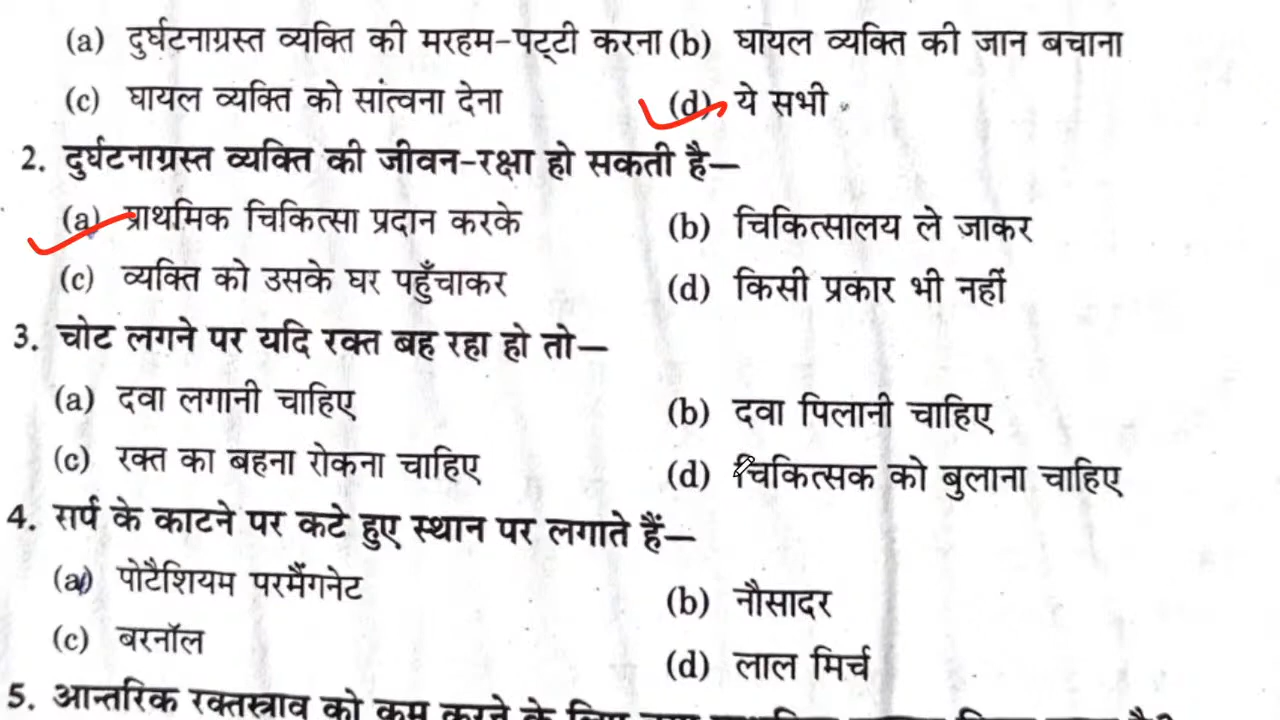 (a) दुर्घटनाग्रस्त व्यक्ति की मरहम-पट्टी करना (b) घायल व्यक्ति की जान बचाना
(c) घायल व्यक्ति को सांत्वना देना (d) ये सभी
2. दुर्घटनाग्रस्त व्यक्ति की जीवन-रक्षा हो सकती है—
(a) प्राथमिक चिकित्सा प्रदान करके (b) चिकित्सालय ले जाकर
(c) व्यक्ति को उसके घर पहुँचाकर (d) किसी प्रकार भी नहीं
3. चोट लगने पर यदि रक्त बह रहा हो तो—
(a) दवा लगानी चाहिए (b) दवा पिलानी चाहिए
(c) रक्त का बहना रोकना चाहिए (d) चिकित्सक को बुलाना चाहिए
4. सर्प के काटने पर कटे हुए स्थान पर लगाते हैं—
(a) पोटैशियम परमैंगनेट (b) नौसादर
(c) बरनॉल (d) लाल मिर्च
5. आन्तरिक रक्तस्त्राव को कम करने के लिए